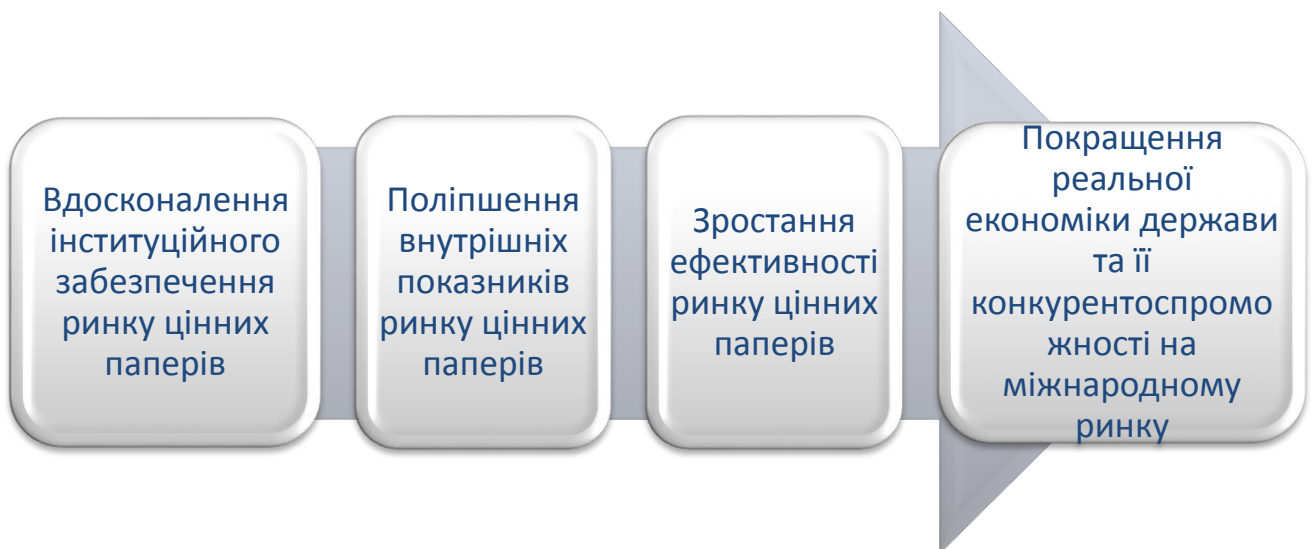 Вдосконалення
інституційного
забезпечення
ринку цінних
паперів
Поліпшення
внутрішніх
показників
ринку цінних
паперів
Зростання
ефективності
ринку цінних
паперів
Покращення
реальної
економіки держави
та її
конкурентоспромо
жності на
міжнародному
ринку